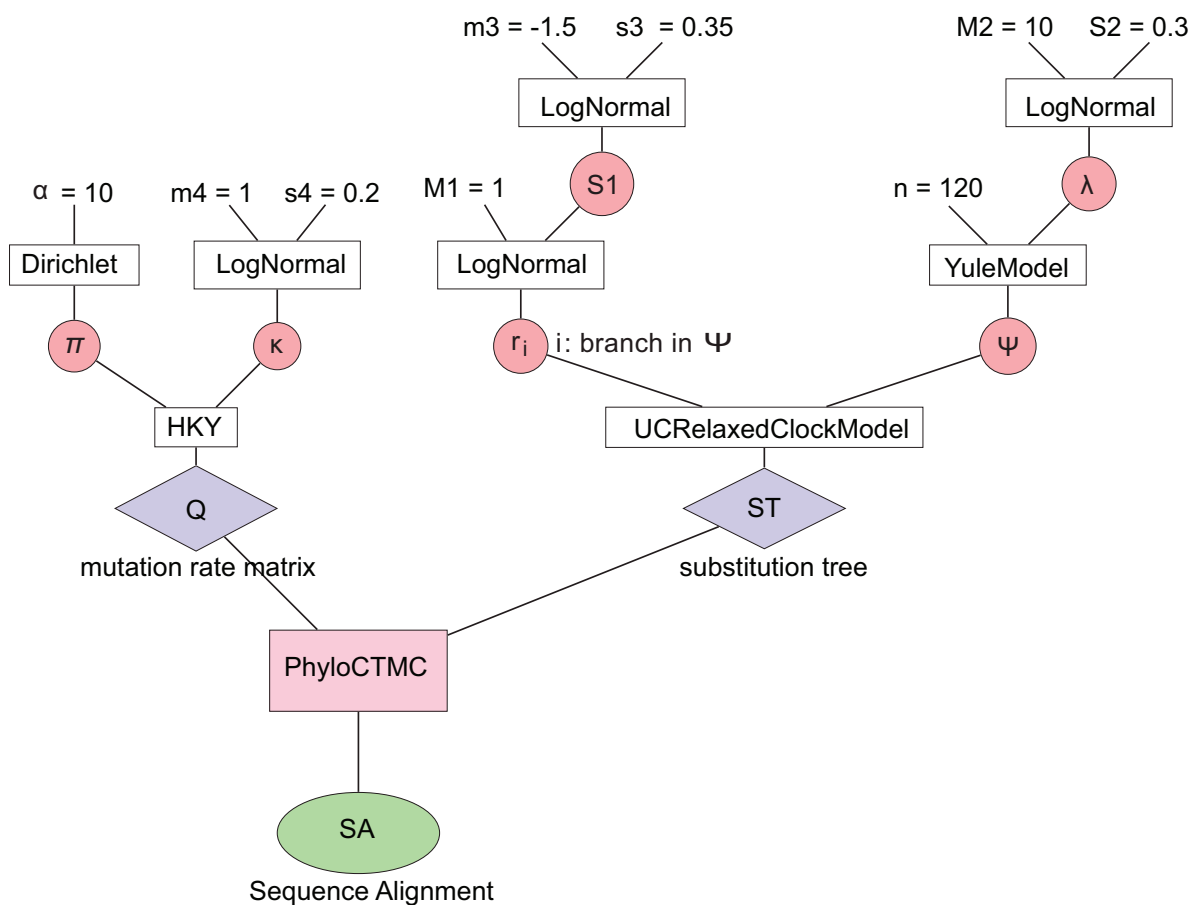 m3 = -1.5 s3 = 0.35 M2 = 10 S2 = 0.3
LogNormal LogNormal
α = 10 m4 = 1 s4 = 0.2 M1 = 1 S1 n = 120 λ
Dirichlet LogNormal LogNormal YuleModel
π κ r_i i: branch in Ψ Ψ
HKY UCRelaxedClockModel
Q ST
mutation rate matrix substitution tree
PhyloCTMC
SA
Sequence Alignment